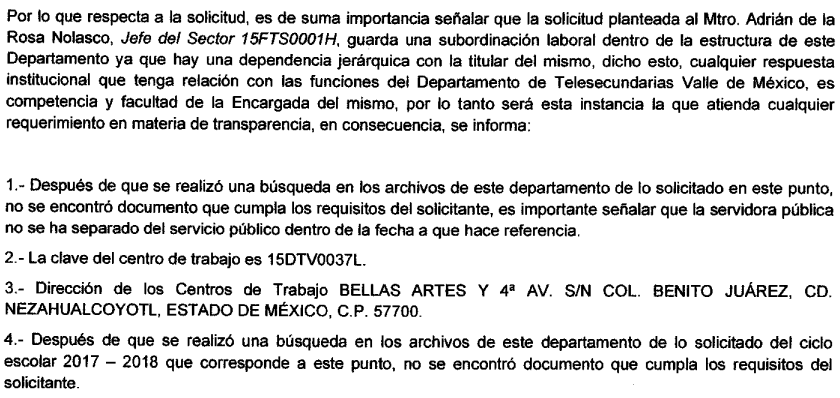 Por lo que respecta a la solicitud, es de suma importancia señalar que la solicitud planteada al Mtro. Adrián de la
Rosa Nolasco, Jefe del Sector 15FTS0001H, guarda una subordinación laboral dentro de la estructura de este
Departamento ya que hay una dependencia jerárquica con la titular del mismo, dicho esto, cualquier respuesta
institucional que tenga relación con las funciones del Departamento de Telesecundarias Valle de México, es
competencia y facultad de la Encargada del mismo, por lo tanto será esta instancia la que atienda cualquier
requerimiento en materia de transparencia, en consecuencia, se informa:
1.- Después de que se realizó una búsqueda en los archivos de este departamento de lo solicitado en este punto,
no se encontró documento que cumpla los requisitos del solicitante, es importante señalar que la servidora pública
no se ha separado del servicio público dentro de la fecha a que hace referencia.
2.- La clave del centro de trabajo es 15DTV0037L.
3.- Dirección de los Centros de Trabajo BELLAS ARTES Y 4ª AV. S/N COL. BENITO JUÁREZ, CD.
NEZAHUALCOYOTL, ESTADO DE MÉXICO, C.P. 57700.
4.- Después de que se realizó una búsqueda en los archivos de este departamento de lo solicitado del ciclo
escolar 2017 – 2018 que corresponde a este punto, no se encontró documento que cumpla los requisitos del
solicitante.